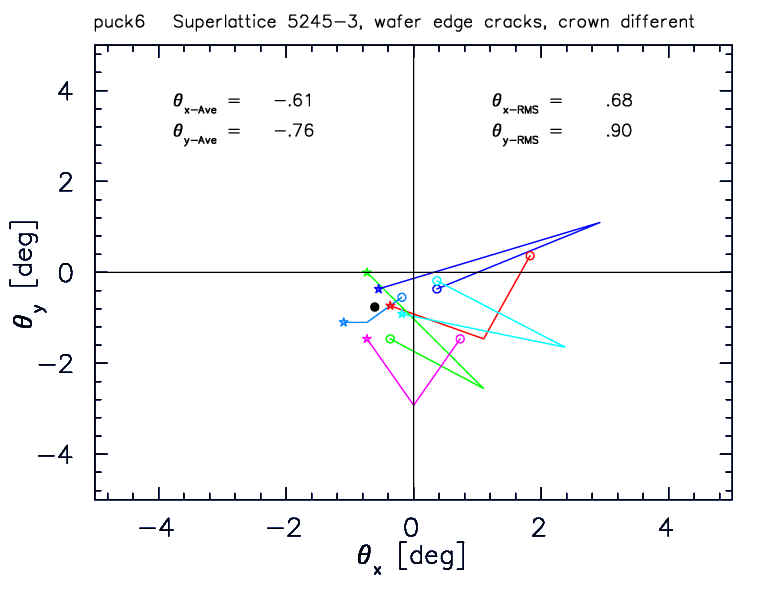 puck6 Superlattice 5245-3, wafer edge cracks, crown different
θx-Ave = -.61
θx-RMS = .68
θy-Ave = -.76
θy-RMS = .90
4
2
0
-2
-4
θy [deg]
-4 -2 0 2 4
θx [deg]